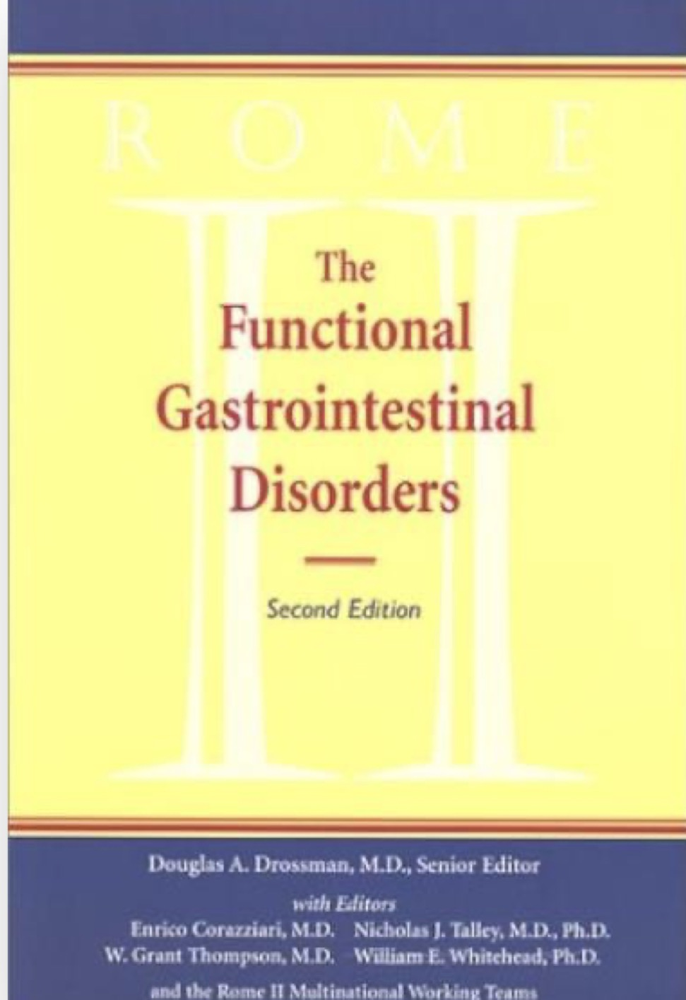 ROME
II
The
Functional
Gastrointestinal
Disorders
Second Edition
Douglas A. Drossman, M.D., Senior Editor
with Editors
Enrico Corazziari, M.D. Nicholas J. Talley, M.D., Ph.D.
W. Grant Thompson, M.D. William E. Whitehead, Ph.D.
and the Rome II Multinational Working Teams